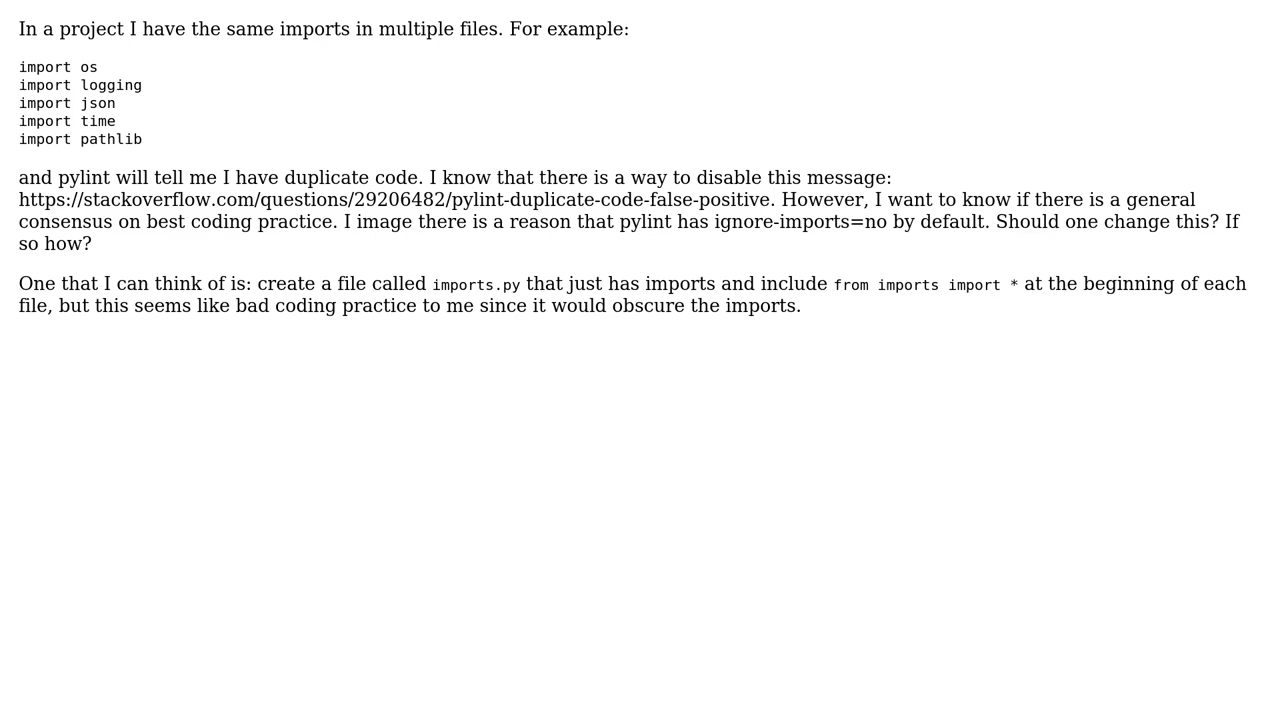 In a project I have the same imports in multiple files. For example:
import os
import logging
import json
import time
import pathlib
and pylint will tell me I have duplicate code. I know that there is a way to disable this message:
https://stackoverflow.com/questions/29206482/pylint-duplicate-code-false-positive. However, I want to know if there is a general
consensus on best coding practice. I image there is a reason that pylint has ignore-imports=no by default. Should one change this? If
so how?
One that I can think of is: create a file called imports.py that just has imports and include from imports import * at the beginning of each
file, but this seems like bad coding practice to me since it would obscure the imports.